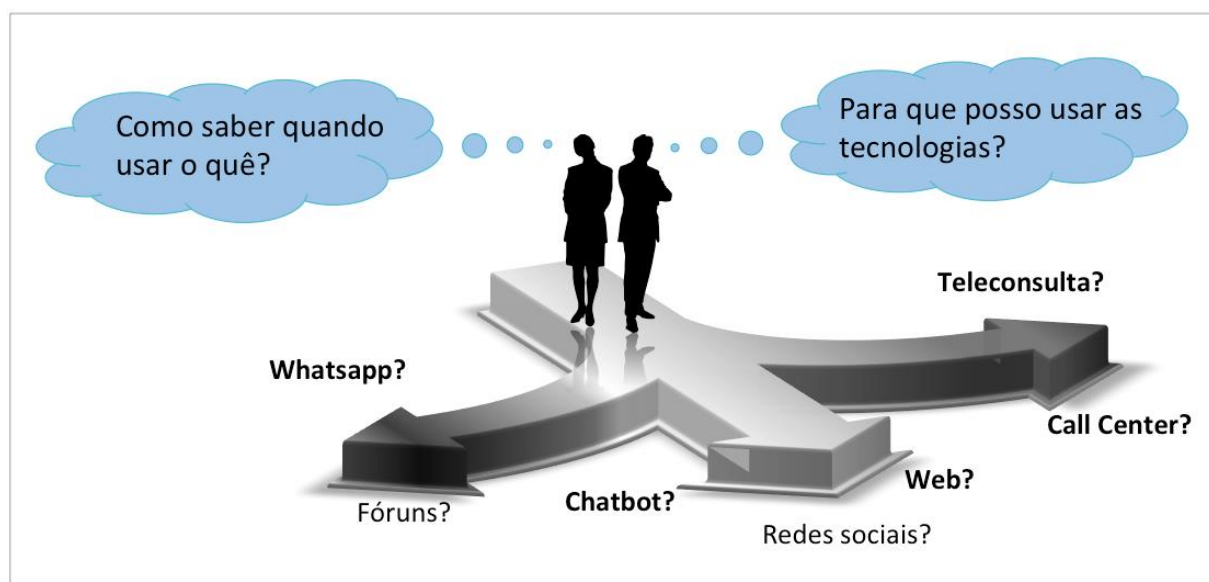 Como saber quando
usar o quê?
Para que posso usar as
tecnologias?
Teleconsulta?
Whatsapp?
Call Center?
Web?
Chatbot?
Fóruns?
Redes sociais?